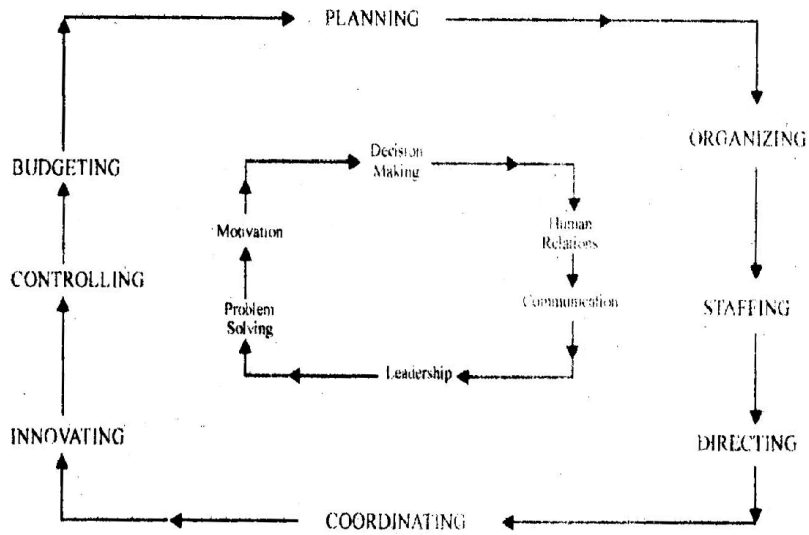 PLANNING
ORGANIZING
BUDGETING
Decision
Making
Motivation
Human
Relations
CONTROLLING
Communication
STAFFING
Problem
Solving
Leadership
INNOVATING
DIRECTING
COORDINATING